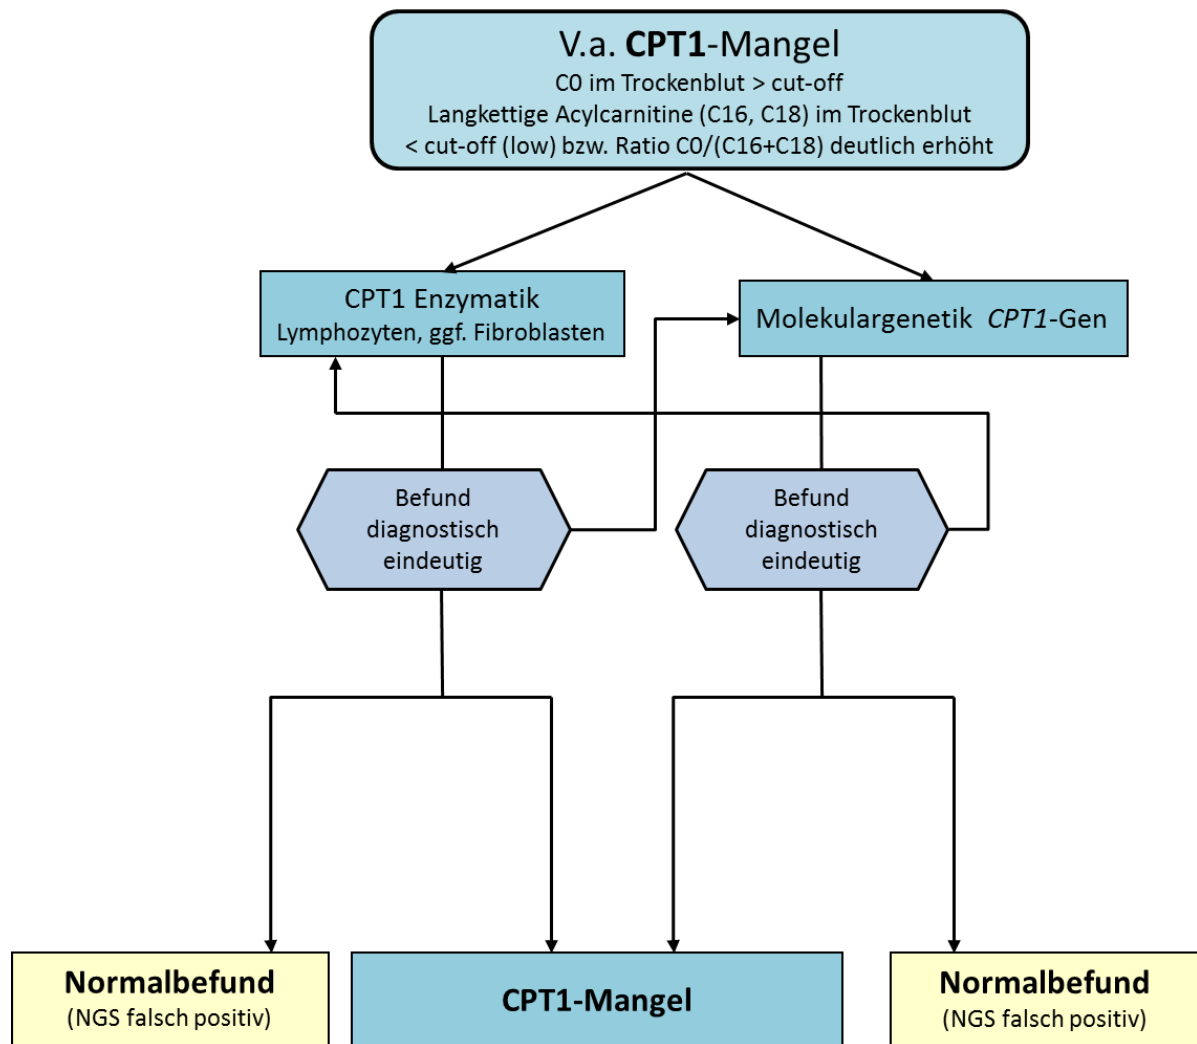 V.a. CPT1-Mangel
C0 im Trockenblut > cut-off
Langkettige Acylcarnitine (C16, C18) im Trockenblut
< cut-off (low) bzw. Ratio C0/(C16+C18) deutlich erhöht
CPT1 Enzymatik
Lymphozyten, ggf. Fibroblasten
Molekulargenetik CPT1-Gen
Befund
diagnostisch
eindeutig
Befund
diagnostisch
eindeutig
Normalbefund
(NGS falsch positiv)
CPT1-Mangel
Normalbefund
(NGS falsch positiv)